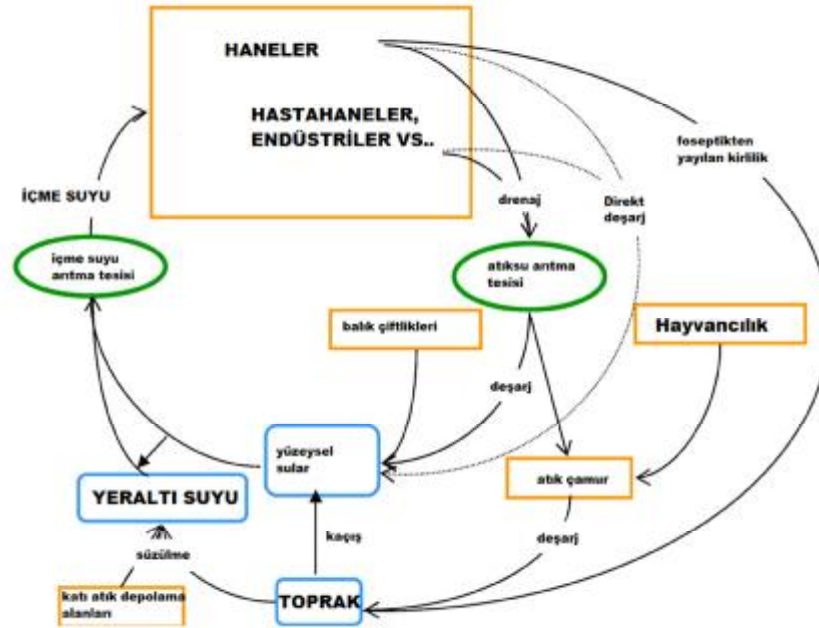 HANELER
HASTAHANELER,
ENDÜSTRİLER VS..
foseptikten
yayılan kirlilik
İÇME SUYU
drenaj
Direkt
deşarj
içme suyu
arıtma tesisi
atıksu arıtma
tesisi
balık çiftlikleri
Hayvancılık
deşarj
yüzeysel
sular
atık çamur
YERALTI SUYU
kaçış
deşarj
süzülme
katı atık depolama
alanları
TOPRAK